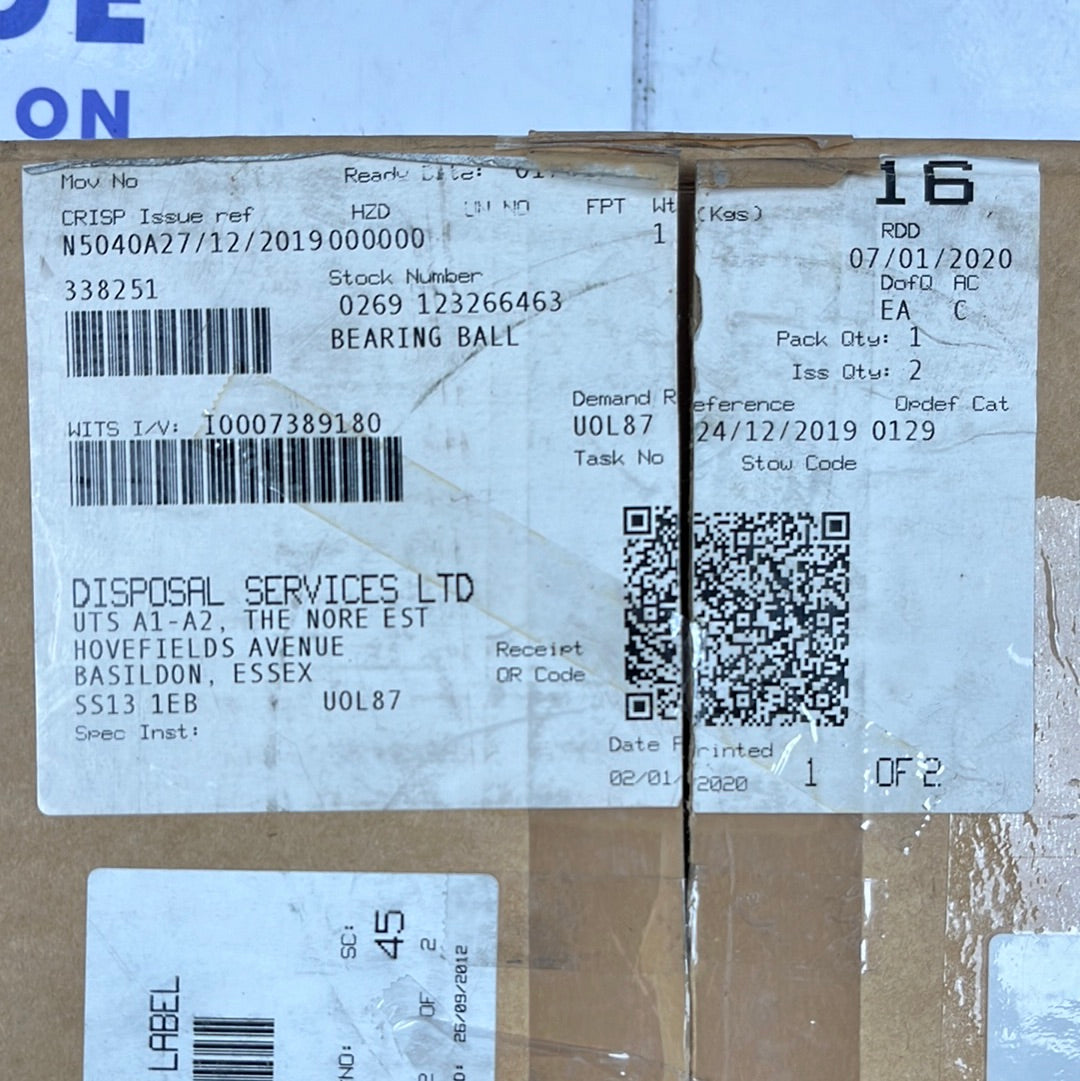 ON
Mov No Ready Date:
16
CRISP Issue ref HZD UN NO FPT Wt (Kgs)
RDD
N5040A27/12/2019000000 1
07/01/2020
DofQ AC
338251 Stock Number
0269 123266463
EA C
BEARING BALL
Pack Qty: 1
Iss Qty: 2
Demand Reference Opdef Cat
WITS I/V: I0007389180
UOL87 24/12/2019 0129
Task No Stow Code
DISPOSAL SERVICES LTD
UTS A1-A2, THE NORE EST
HOVEFIELDS AVENUE
BASILDON, ESSEX
SS13 1EB UOL87
Receipt
QR Code
Spec Inst:
Date Printed
02/01/2020 1 OF 2
LABEL
SC: 45
OF 2
26/09/2012